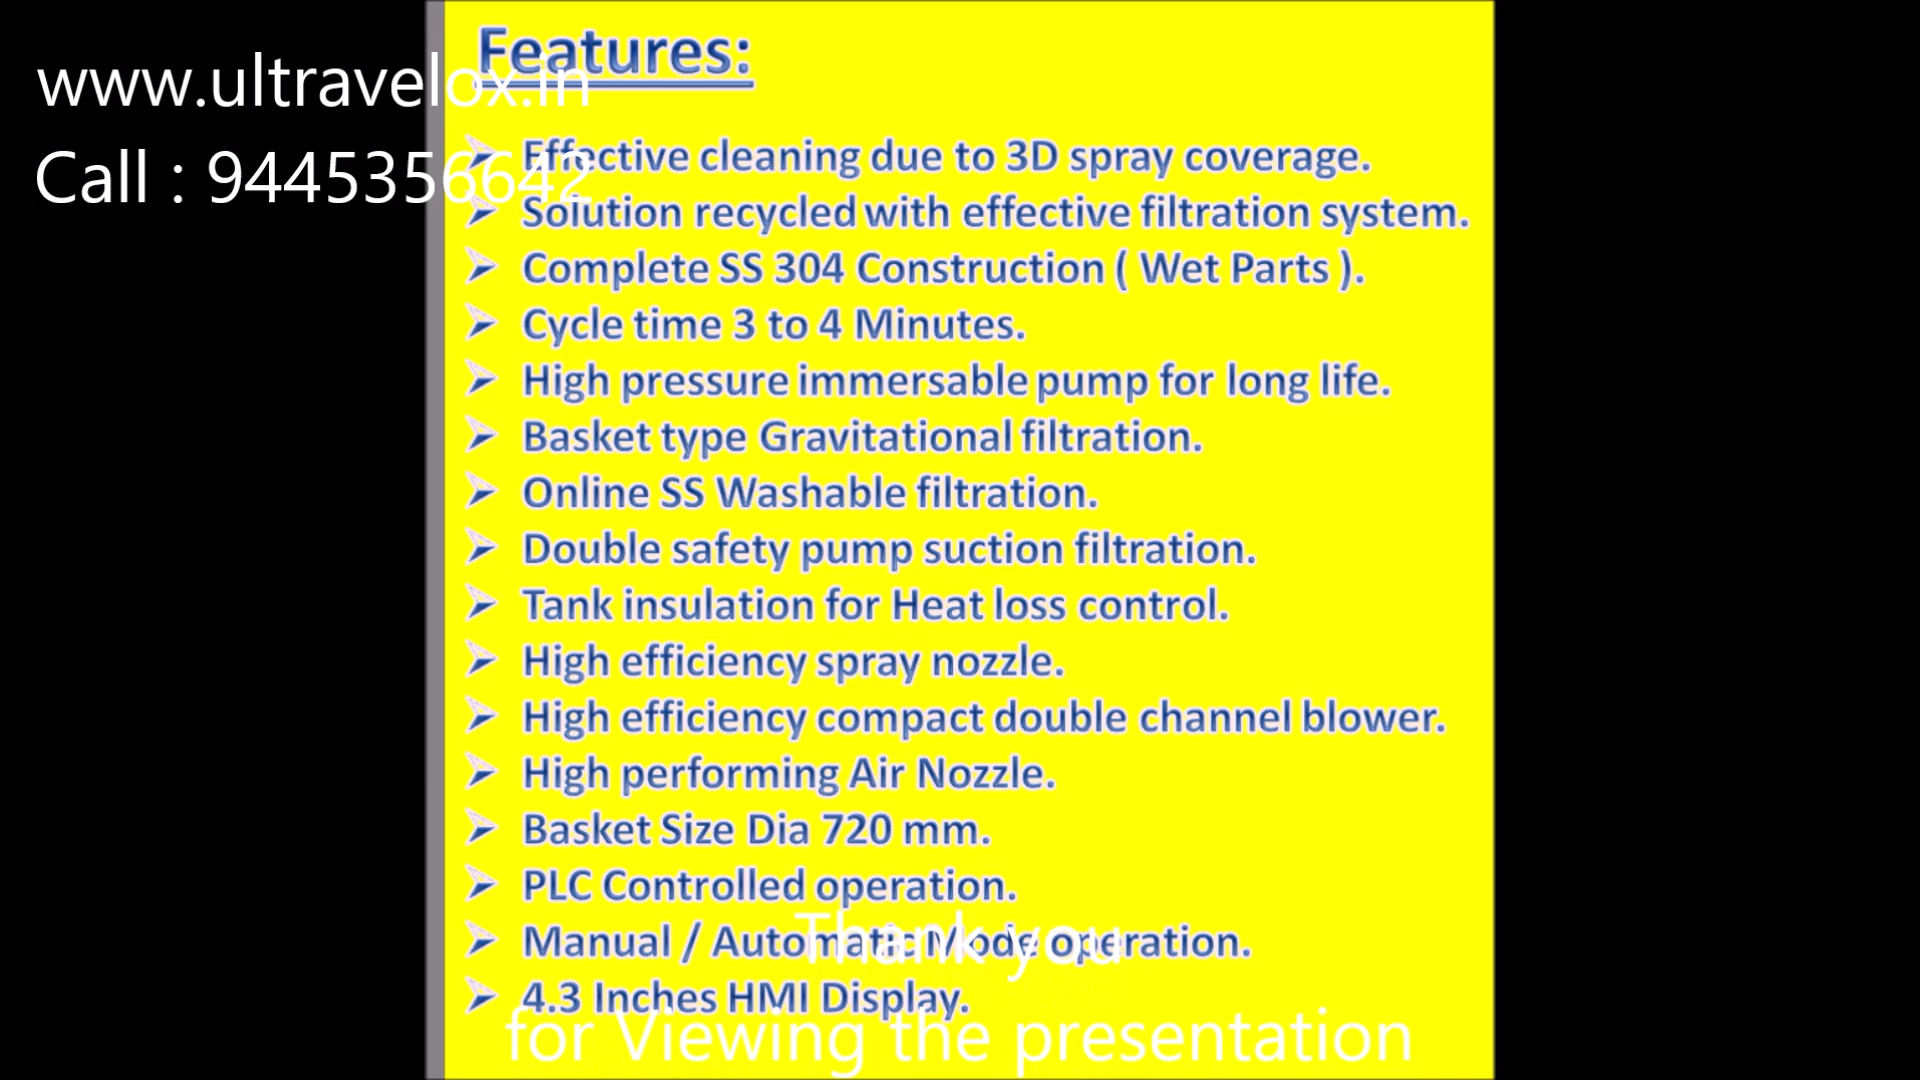 Features:
www.ultravelox.in
Call : 9445356642
Effective cleaning due to 3D spray coverage.
Solution recycled with effective filtration system.
Complete SS 304 Construction ( Wet Parts ).
Cycle time 3 to 4 Minutes.
High pressure immersable pump for long life.
Basket type Gravitational filtration.
Online SS Washable filtration.
Double safety pump suction filtration.
Tank insulation for Heat loss control.
High efficiency spray nozzle.
High efficiency compact double channel blower.
High performing Air Nozzle.
Basket Size Dia 720 mm.
PLC Controlled operation.
Manual / Automatic Mode operation.
Thank you
4.3 Inches HMI Display.
for Viewing the presentation